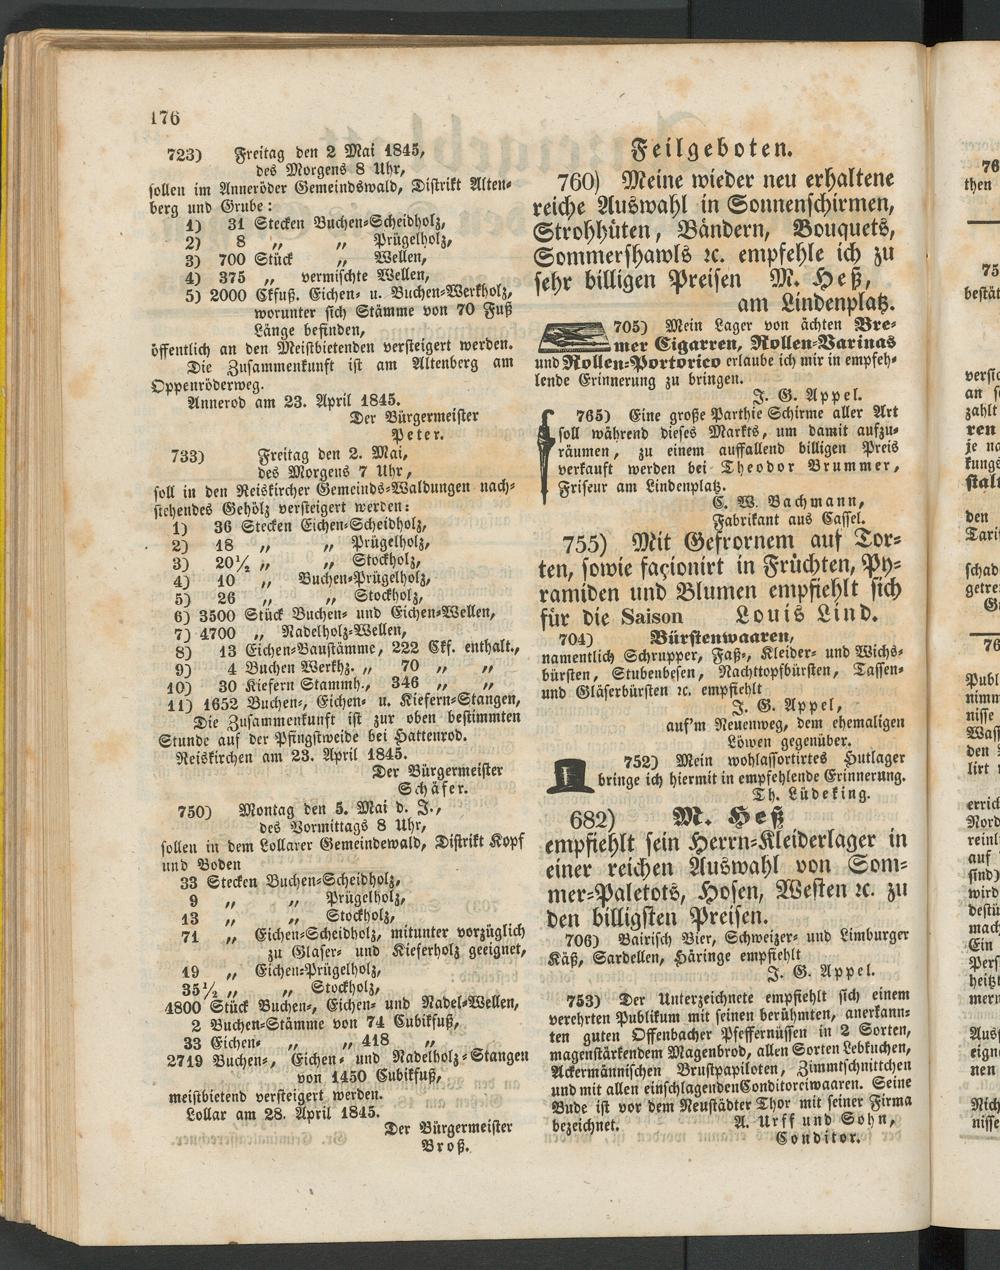 176
723) Freitag den 2 Mai 1845,
des Morgens 8 Uhr,
sollen im Anneröder Gemeindswald, Distrikt Alten-
berg und Grube:
1) 31 Stecken Buchen-Scheidholz,
2) 8 „ „ Prügelholz,
3) 700 Stück „ Wellen,
4) 375 „ vermischte Wellen,
5) 2000 Ckfuß. Eichen- u. Buchen-Werkholz,
worunter sich Stämme von 70 Fuß
Länge befinden,
öffentlich an den Meistbietenden versteigert werden.
Die Zusammenkunft ist am Altenberg am
Oppenröderweg.
Annerod am 23. April 1845.
Der Bürgermeister
Peter.
733) Freitag den 2. Mai,
des Morgens 7 Uhr,
soll in den Reiskircher Gemeinds-Waldungen nach-
stehendes Gehölz versteigert werden:
1) 36 Stecken Eichen-Scheidholz,
2) 18 „ „ Prügelholz,
3) 20½ „ „ Stockholz,
4) 10 „ Buchen-Prügelholz,
5) 26 „ „ Stockholz,
6) 3500 Stück Buchen- und Eichen-Wellen,
7) 4700 „ Nadelholz-Wellen,
8) 13 Eichen-Baustämme, 222 Ckf. enthalt.,
9) 4 Buchen Werkhz. „ 70 „ „
10) 30 Kiefern Stammh., 346 „ „
11) 1652 Buchen-, Eichen- u. Kiefern-Stangen,
Die Zusammenkunft ist zur oben bestimmten
Stunde auf der Pfingstweide bei Hattenrod.
Reiskirchen am 23. April 1845.
Der Bürgermeister
Schäfer.
750) Montag den 5. Mai d. J.,
des Vormittags 8 Uhr,
sollen in dem Lollarer Gemeindewald, Distrikt Kopf
und Boden
33 Stecken Buchen-Scheidholz,
9 „ „ Prügelholz,
13 „ „ Stockholz,
71 „ Eichen-Scheidholz, mitunter vorzüglich
zu Glaser- und Kieferholz geeignet,
19 „ Eichen-Prügelholz,
35½ „ „ Stockholz,
4800 Stück Buchen-, Eichen- und Nadel-Wellen,
2 Buchen-Stämme von 74 Cubikfuß,
33 Eichen- „ „ 418 „
2719 Buchen-, Eichen- und Nadelholz-Stangen
von 1450 Cubikfuß,
meistbietend versteigert werden.
Lollar am 28. April 1845.
Der Bürgermeister
Broß.
Feilgeboten.
760) Meine wieder neu erhaltene
reiche Auswahl in Sonnenschirmen,
Strohhüten, Bändern, Bouquets,
Sommershawls ꝛc. empfehle ich zu
sehr billigen Preisen M. Heß,
am Lindenplatz.
705) Mein Lager von ächten Bre-
mer Cigarren, Rollen-Varinas
und Rollen-Portorico erlaube ich mir in empfeh-
lende Erinnerung zu bringen.
J. G. Appel.
765) Eine große Parthie Schirme aller Art
soll während dieses Markts, um damit aufzu-
räumen, zu einem auffallend billigen Preis
verkauft werden bei Theodor Brummer,
Friseur am Lindenplatz.
C. W. Bachmann,
Fabrikant aus Cassel.
755) Mit Gefrornem auf Tor-
ten, sowie façionirt in Früchten, Py-
ramiden und Blumen empfiehlt sich
für die Saison Louis Lind.
704) Bürstenwaaren,
namentlich Schrupper, Faß-, Kleider- und Wichs-
bürsten, Stubenbesen, Nachttopfbürsten, Tassen-
und Gläserbürsten ꝛc. empfiehlt
J. G. Appel,
auf'm Neuenweg, dem ehemaligen
Löwen gegenüber.
752) Mein wohlassortirtes Hutlager
bringe ich hiermit in empfehlende Erinnerung.
Th. Lüdeking.
682) M. Heß
empfiehlt sein Herrn-Kleiderlager in
einer reichen Auswahl von Som-
mer-Paletots, Hosen, Westen ꝛc. zu
den billigsten Preisen.
706) Bairisch Bier, Schweizer- und Limburger
Käß, Sardellen, Häringe empfiehlt
J. G. Appel.
753) Der Unterzeichnete empfiehlt sich einem
verehrten Publikum mit seinen berühmten, anerkann-
ten guten Offenbacher Pfeffernüssen in 2 Sorten,
magenstärkendem Magenbrod, allen Sorten Lebkuchen,
Ackermännischen Brustpapiloten, Zimmtschnittchen
und mit allen einschlagenden Conditoreiwaaren. Seine
Bude ist vor dem Neustädter Thor mit seiner Firma
bezeichnet. A. Urff und Sohn,
Conditor.